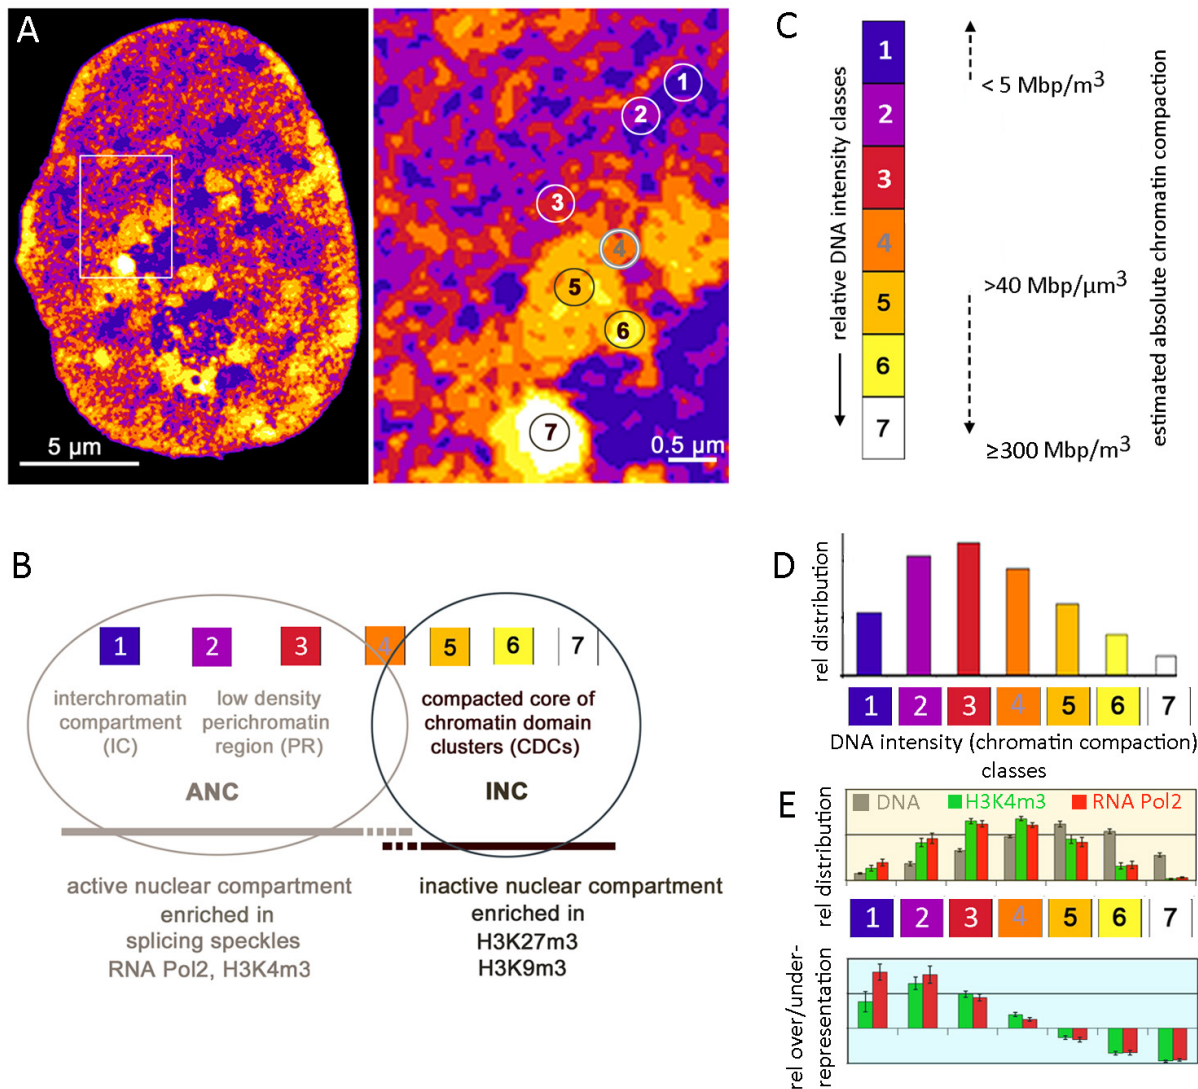 A
1
2
3
4
5
6
7
5 µm
0.5 µm
C
relative DNA intensity classes
1
2
3
4
5
6
7
< 5 Mbp/m³
>40 Mbp/µm³
≥300 Mbp/m³
estimated absolute chromatin compaction
B
1 2 3 4 5 6 7
interchromatin
compartment
(IC)
low density
perichromatin
region (PR)
compacted core of
chromatin domain
clusters (CDCs)
ANC
INC
active nuclear compartment
enriched in
splicing speckles
RNA Pol2, H3K4m3
inactive nuclear compartment
enriched in
H3K27m3
H3K9m3
D
rel distribution
1 2 3 4 5 6 7
DNA intensity (chromatin compaction)
classes
E
DNA H3K4m3 RNA Pol2
rel distribution
1 2 3 4 5 6 7
rel over/under-
representation